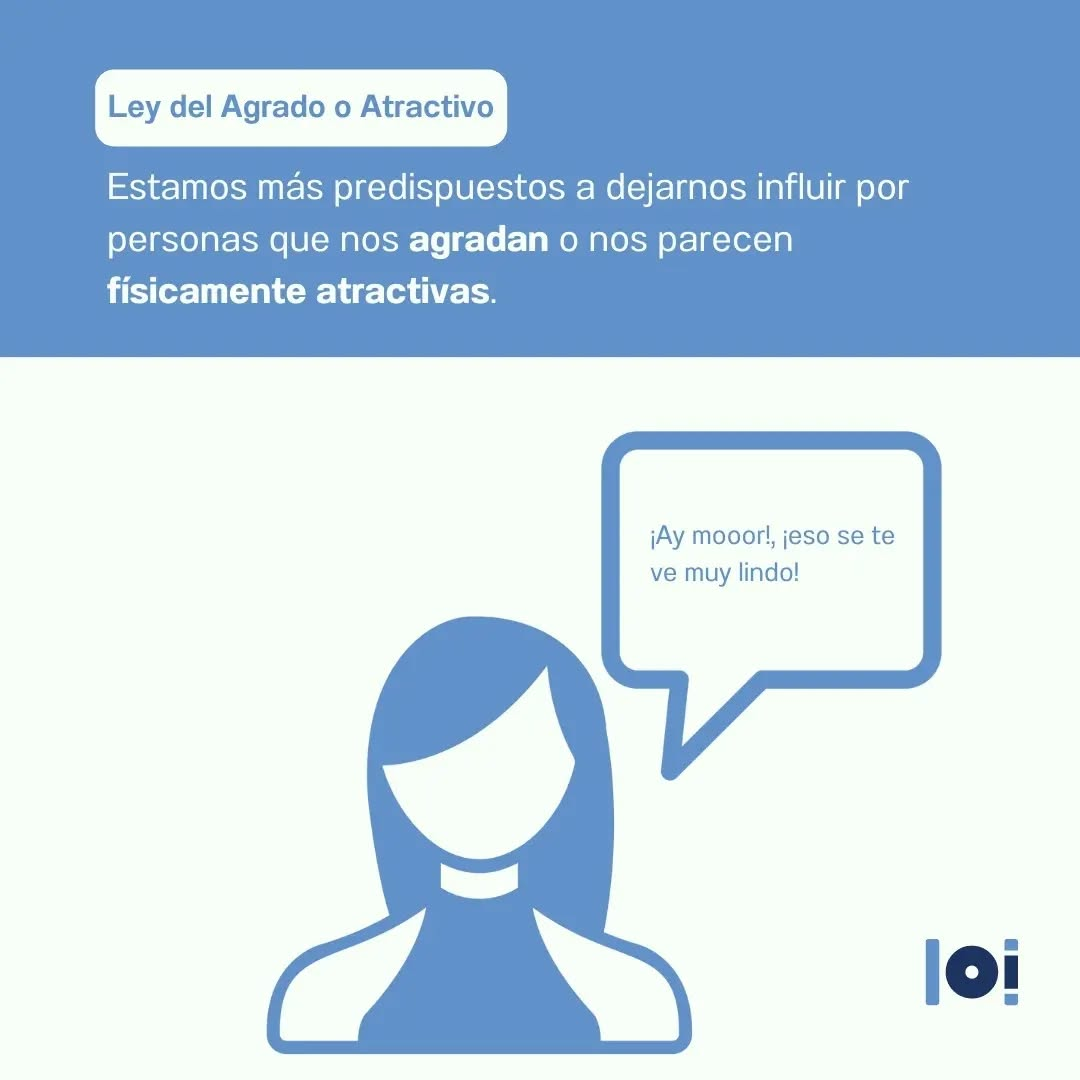 Ley del Agrado o Atractivo
Estamos más predispuestos a dejarnos influir por
personas que nos agradan o nos parecen
físicamente atractivas.
¡Ay mooor!, ¡eso se te
ve muy lindo!